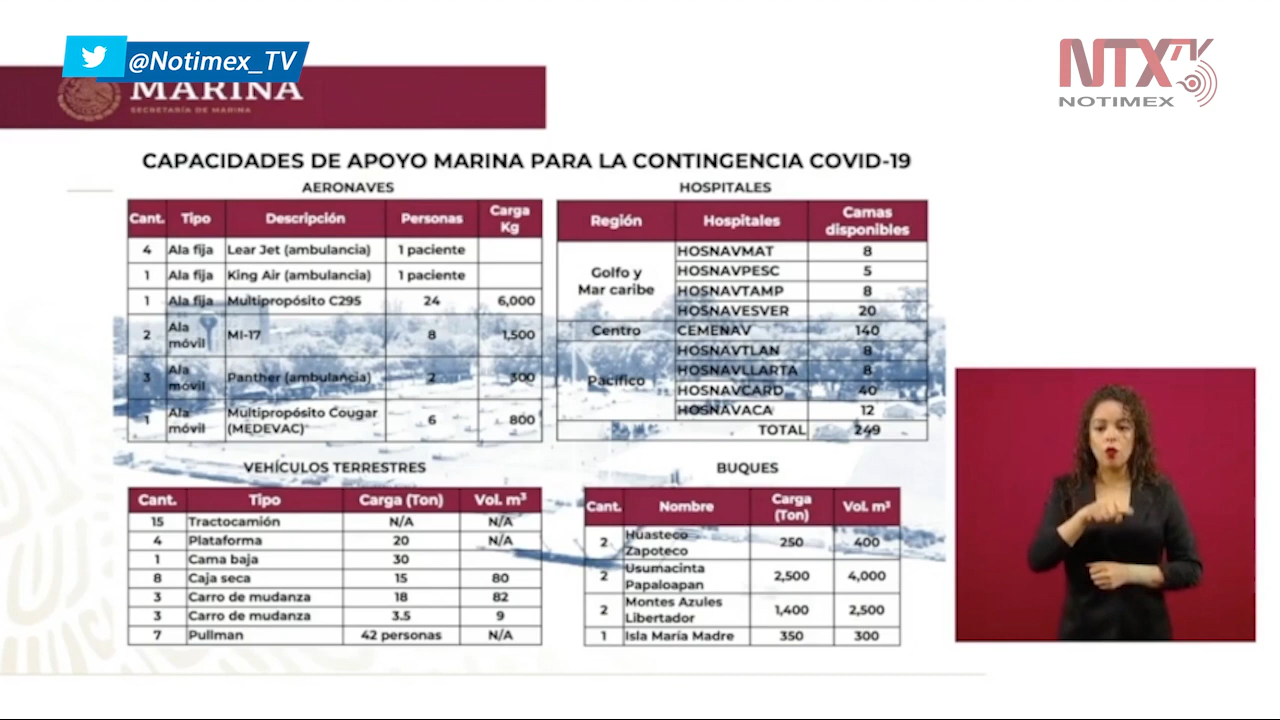 @Notimex_TV
NTX TV
NOTIMEX
MARINA
SECRETARÍA DE MARINA
CAPACIDADES DE APOYO MARINA PARA LA CONTINGENCIA COVID-19
AERONAVES
Cant. Tipo Descripción Personas Carga Kg
4 Ala fija Lear Jet (ambulancia) 1 paciente
1 Ala fija King Air (ambulancia) 1 paciente
1 Ala fija Multipropósito C295 24 6,000
2 Ala móvil MI-17 8 1,500
3 Ala móvil Panther (ambulancia) 2 300
1 Ala móvil Multipropósito Cougar (MEDEVAC) 6 800
HOSPITALES
Región Hospitales Camas disponibles
Golfo y Mar caribe HOSNAVMAT 8
HOSNAVPESC 5
HOSNAVTAMP 8
HOSNAVESVER 20
Centro CEMENAV 140
Pacífico HOSNAVTLAN 8
HOSNAVLLARTA 8
HOSNAVCARD 40
HOSNAVACA 12
TOTAL 249
VEHÍCULOS TERRESTRES
Cant. Tipo Carga (Ton) Vol. m³
15 Tractocamión N/A N/A
4 Plataforma 20 N/A
1 Cama baja 30
8 Caja seca 15 80
3 Carro de mudanza 18 82
3 Carro de mudanza 3.5 9
7 Pullman 42 personas N/A
BUQUES
Cant. Nombre Carga (Ton) Vol. m³
2 Huasteco Zapoteco 250 400
2 Usumacinta Papaloapan 2,500 4,000
2 Montes Azules Libertador 1,400 2,500
1 Isla María Madre 350 300